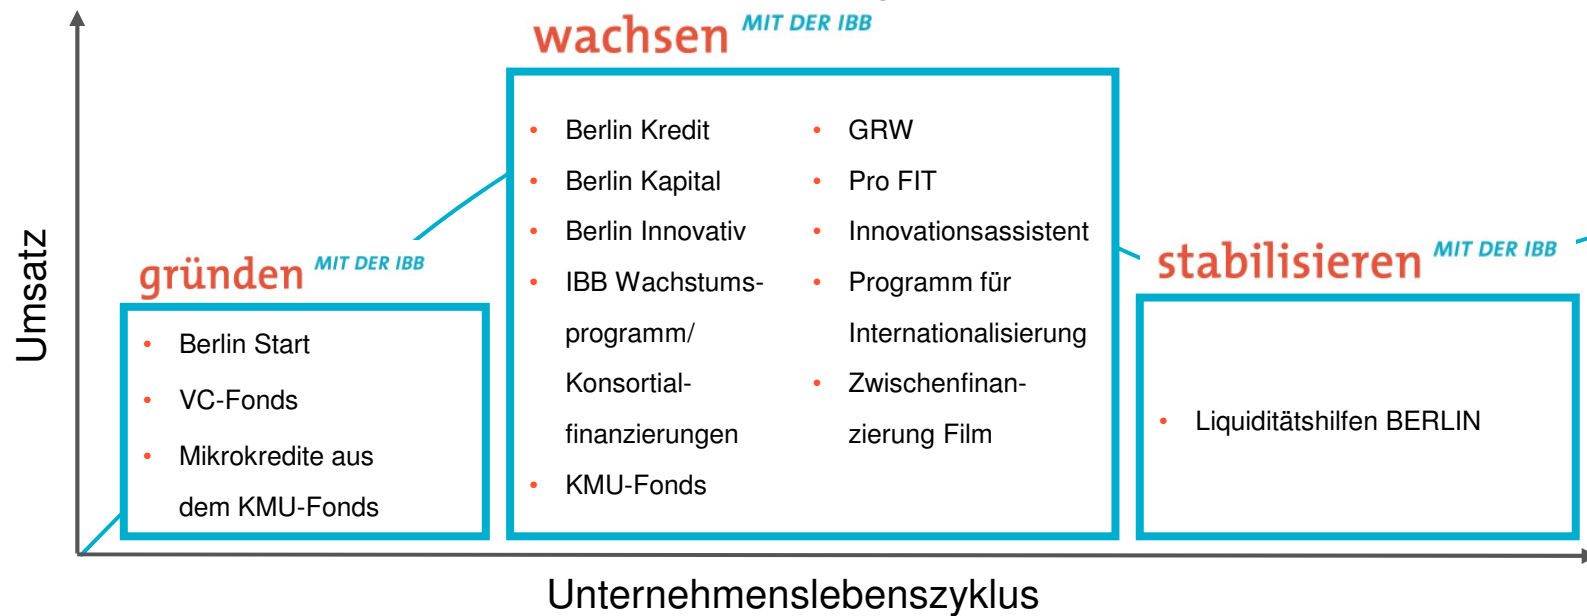 wachsen MIT DER IBB
Berlin Kredit
Berlin Kapital
Berlin Innovativ
IBB Wachstums-
programm/
Konsortial-
finanzierungen
KMU-Fonds
GRW
Pro FIT
Innovationsassistent
Programm für
Internationalisierung
Zwischenfinan-
zierung Film
gründen MIT DER IBB
Berlin Start
VC-Fonds
Mikrokredite aus
dem KMU-Fonds
stabilisieren MIT DER IBB
Liquiditätshilfen BERLIN
Umsatz
Unternehmenslebenszyklus